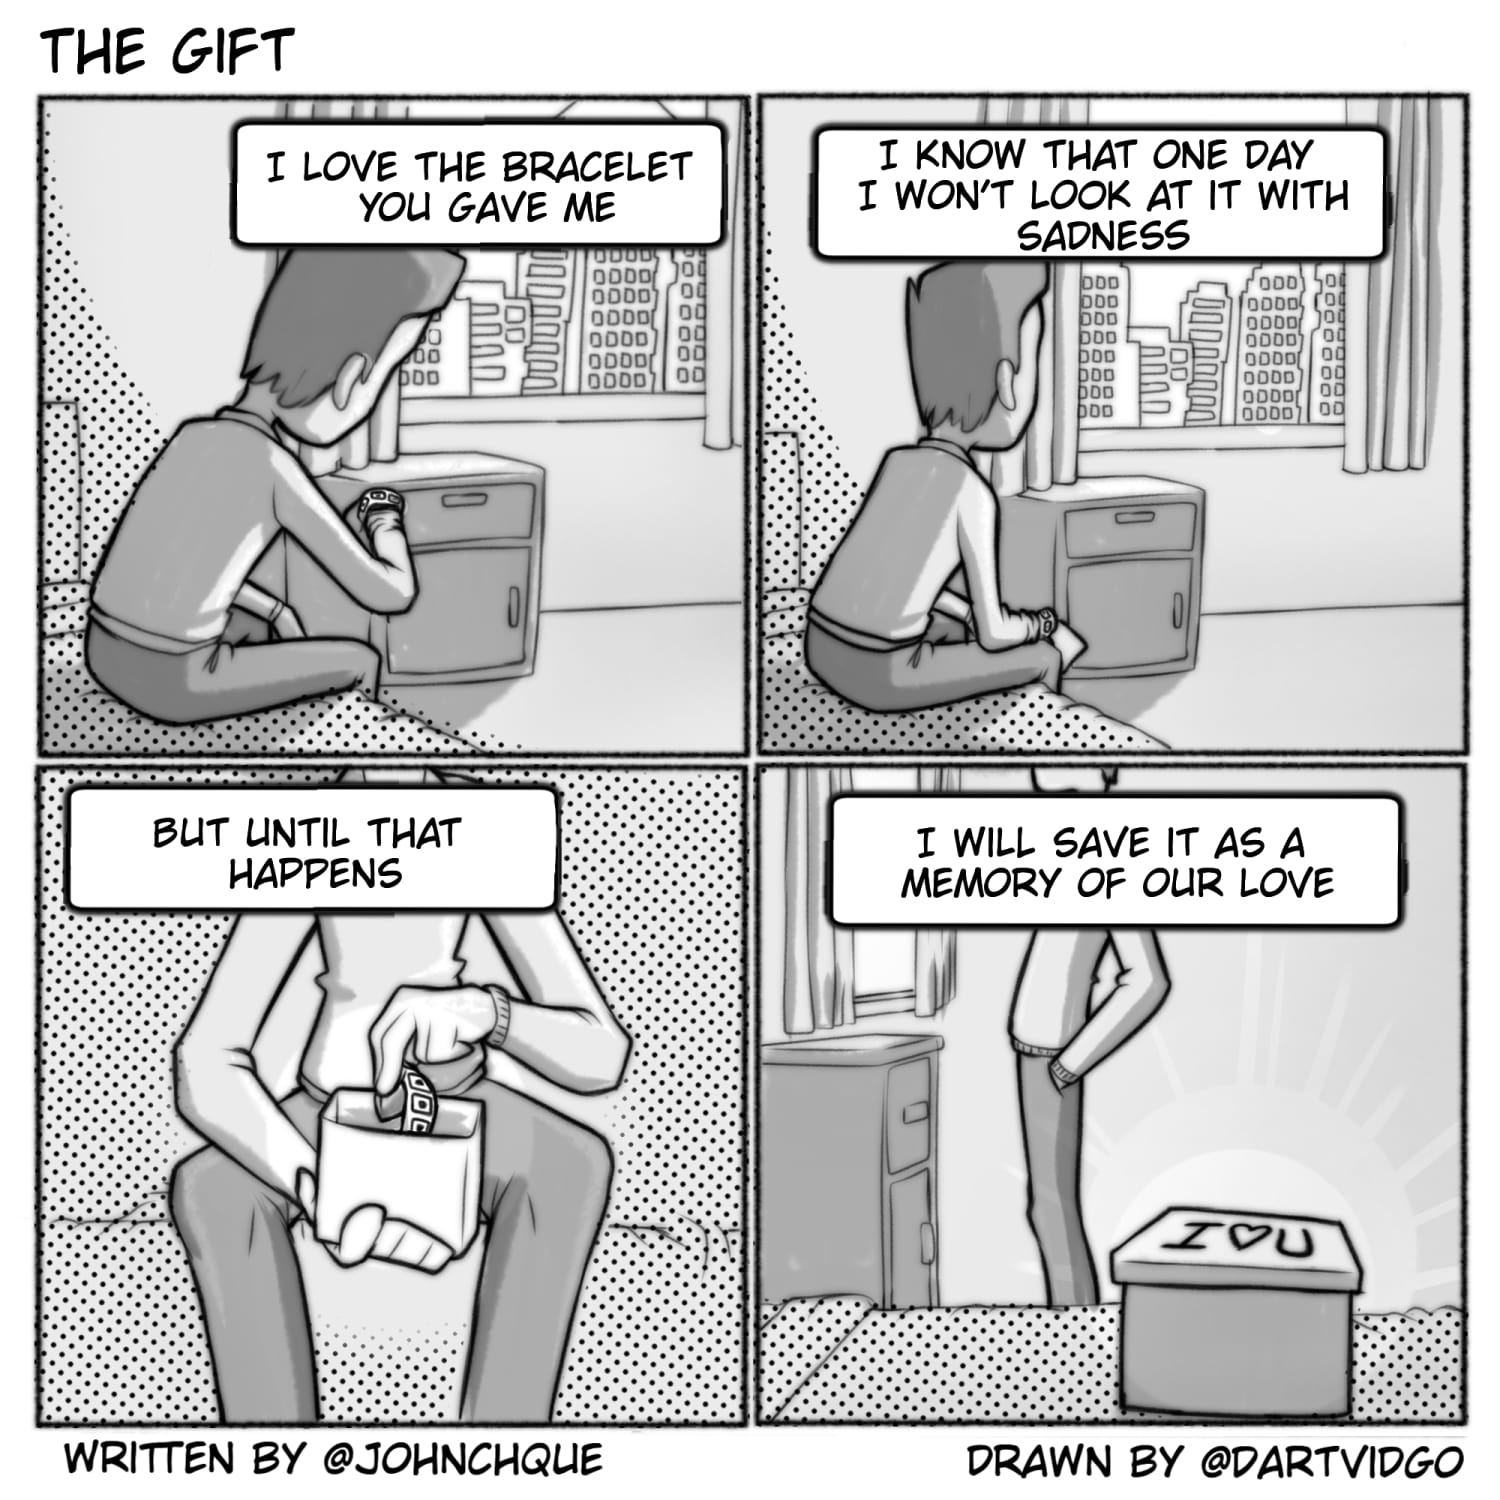 THE GIFT
I LOVE THE BRACELET
YOU GAVE ME
I KNOW THAT ONE DAY
I WON'T LOOK AT IT WITH
SADNESS
BUT UNTIL THAT
HAPPENS
I WILL SAVE IT AS A
MEMORY OF OUR LOVE
I ♡ U
WRITTEN BY @JOHNCHQUE
DRAWN BY @DARTVIDGO